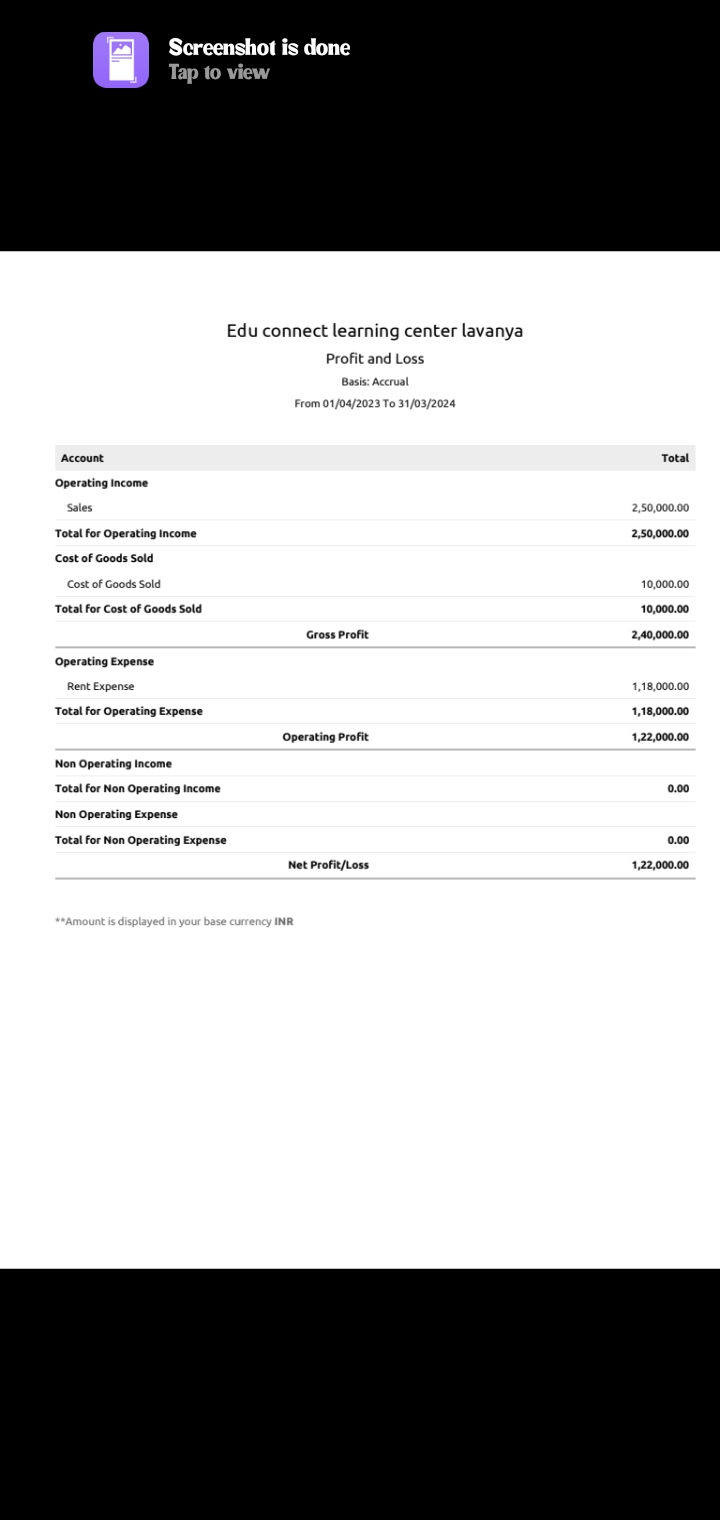 Screenshot is done
Tap to view
Edu connect learning center lavanya
Profit and Loss
Basis: Accrual
From 01/04/2023 To 31/03/2024
Account Total
Operating Income
Sales 2,50,000.00
Total for Operating Income 2,50,000.00
Cost of Goods Sold
Cost of Goods Sold 10,000.00
Total for Cost of Goods Sold 10,000.00
Gross Profit 2,40,000.00
Operating Expense
Rent Expense 1,18,000.00
Total for Operating Expense 1,18,000.00
Operating Profit 1,22,000.00
Non Operating Income
Total for Non Operating Income 0.00
Non Operating Expense
Total for Non Operating Expense 0.00
Net Profit/Loss 1,22,000.00
**Amount is displayed in your base currency INR